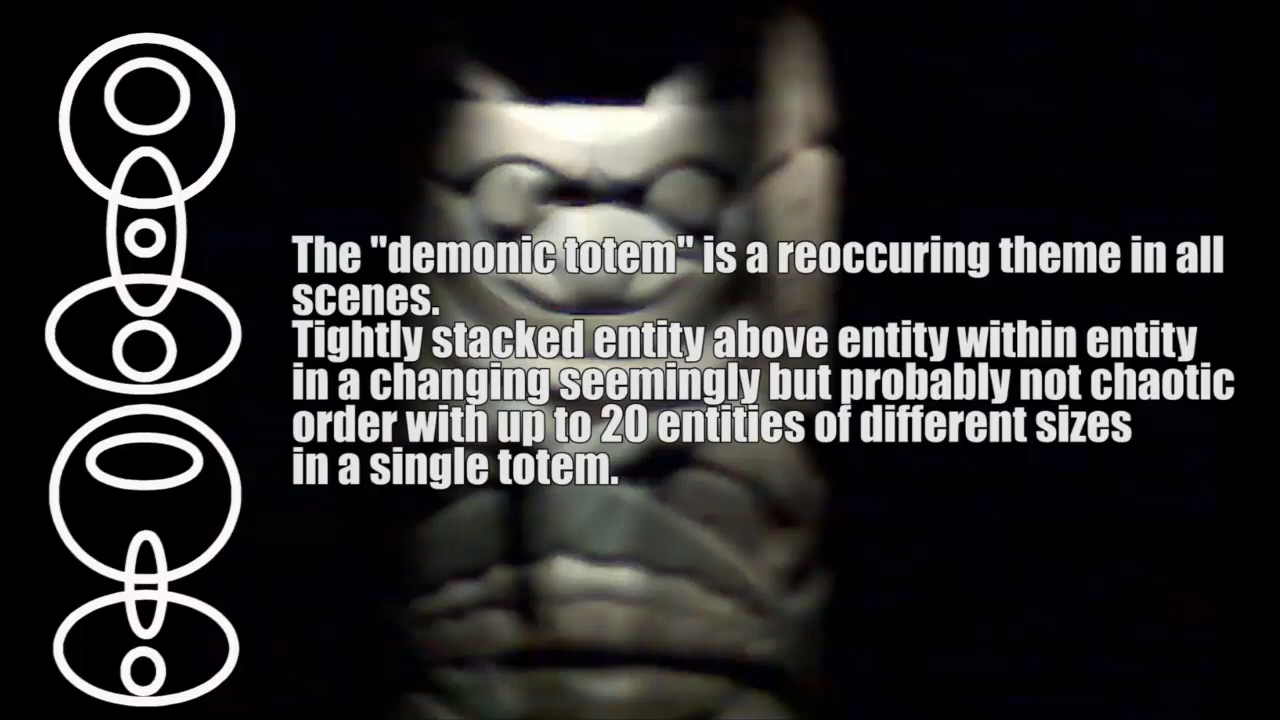 The "demonic totem" is a reoccuring theme in all
scenes.
Tightly stacked entity above entity within entity
in a changing seemingly but probably not chaotic
order with up to 20 entities of different sizes
in a single totem.